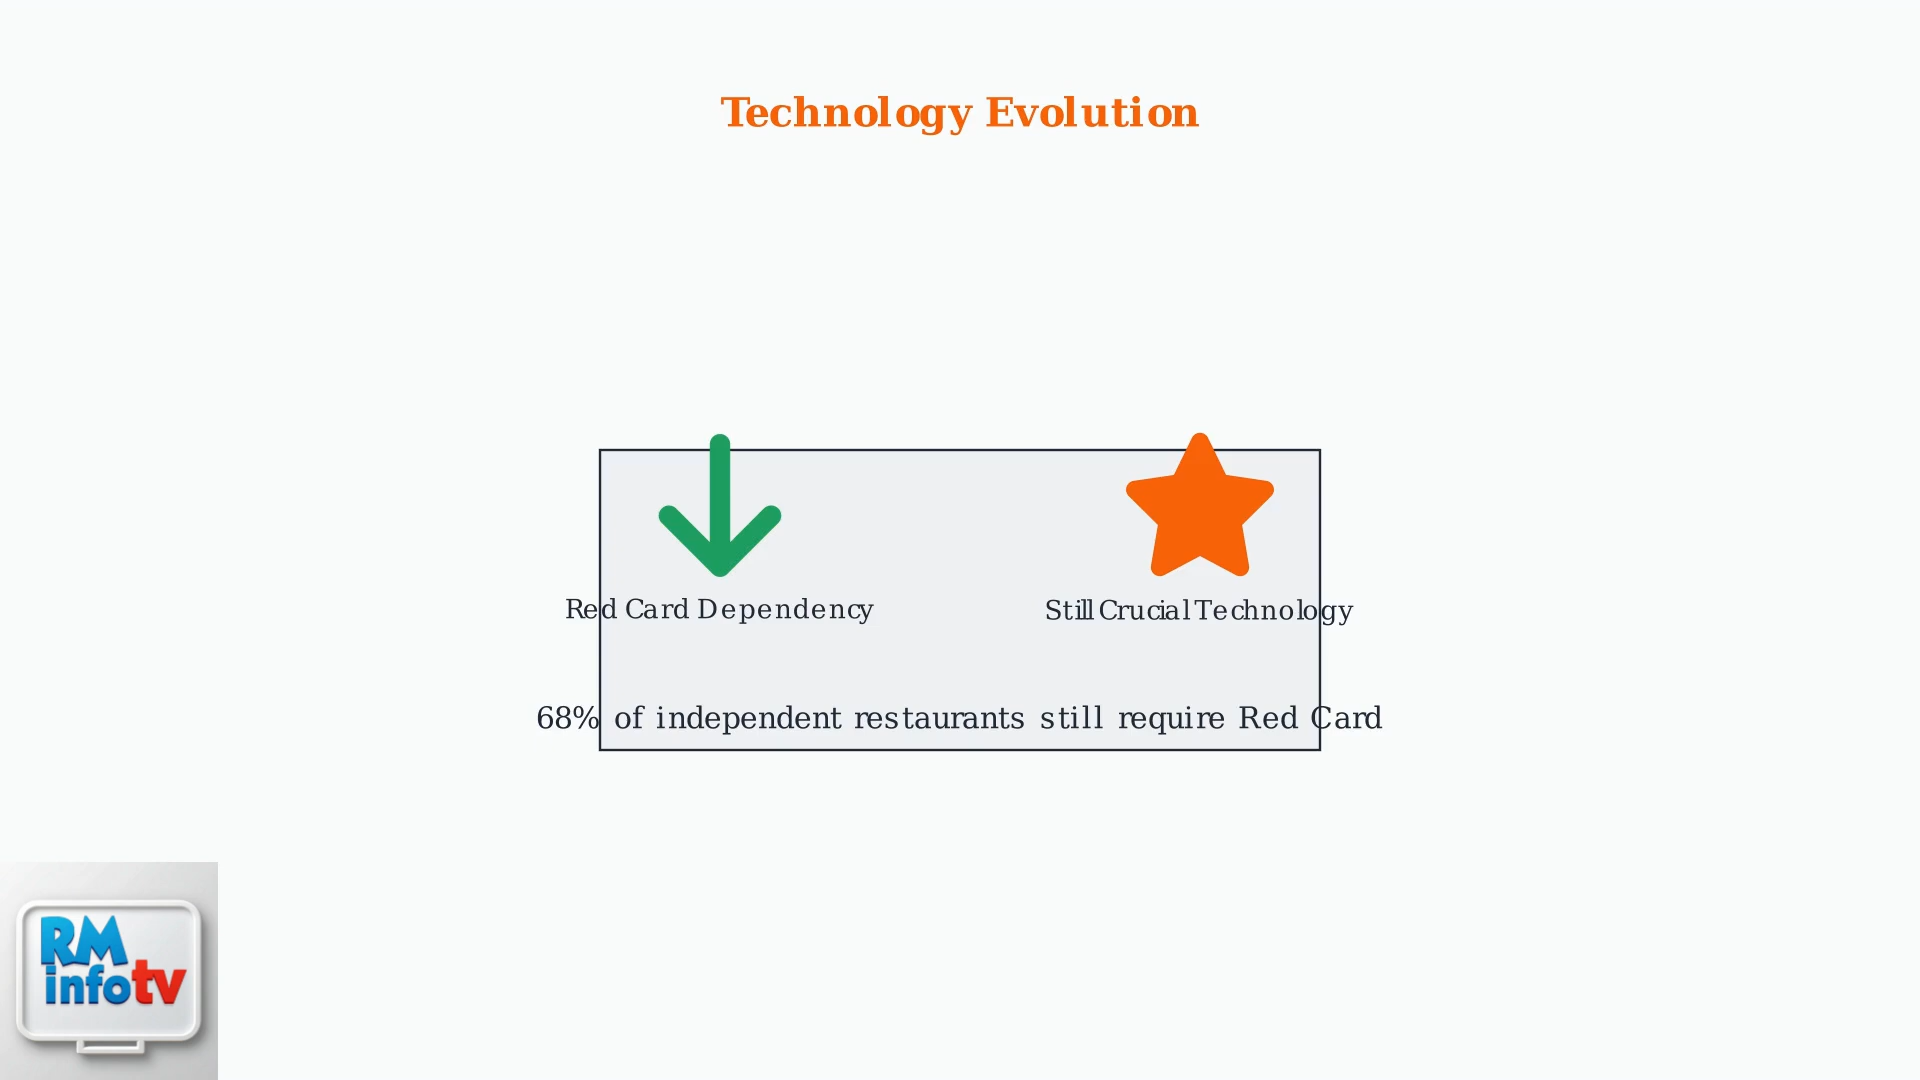 Technology Evolution
Red Card Dependency
Still Crucial Technology
68% of independent restaurants still require Red Card
RM
infotv